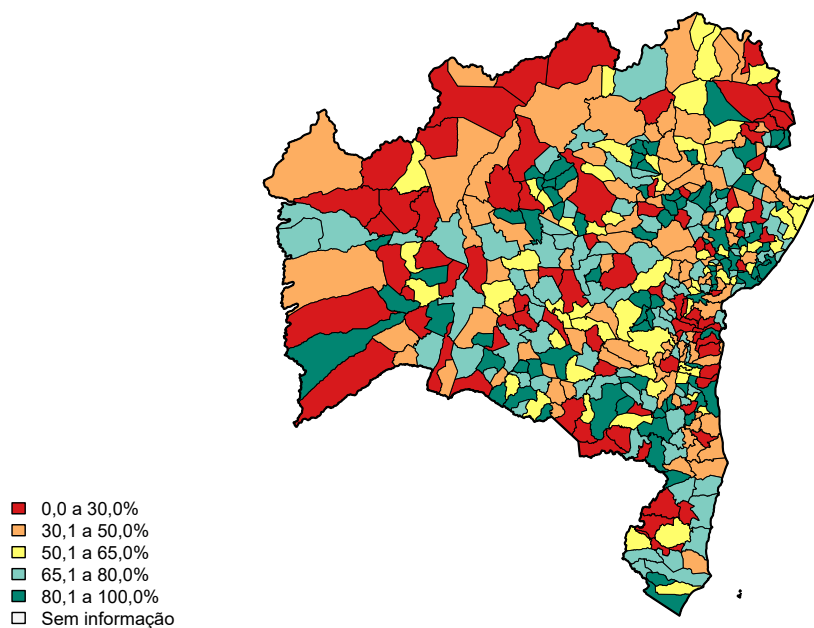 0,0 a 30,0%
30,1 a 50,0%
50,1 a 65,0%
65,1 a 80,0%
80,1 a 100,0%
Sem informação